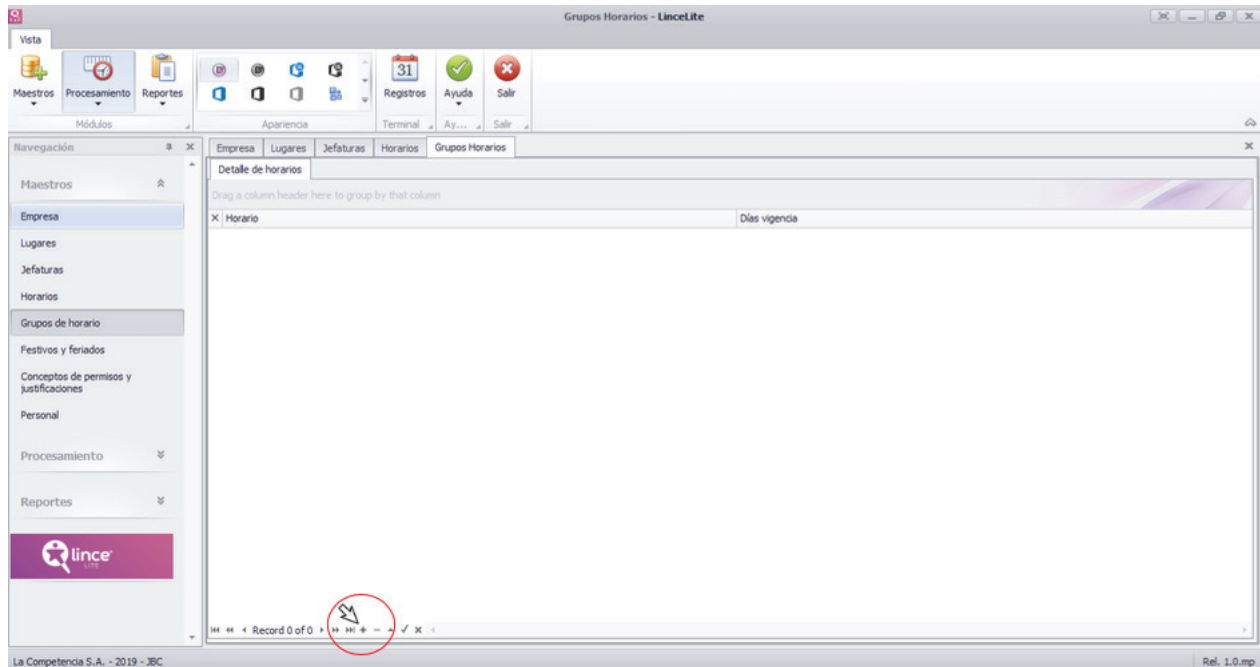 Grupos Horarios - LinceLite
Vista
Maestros Procesamiento Reportes Registros Ayuda Salir
31
Módulos Apariencia Terminal Ay... Salir
Navegación Empresa Lugares Jefaturas Horarios Grupos Horarios
Detalle de horarios
Maestros
Drag a column header here to group by that column
Empresa
Horario Días vigencia
Lugares
Jefaturas
Horarios
Grupos de horario
Festivos y feriados
Conceptos de permisos y
justificaciones
Personal
Procesamiento
Reportes
lince
LITE
Record 0 of 0
La Competencia S.A. - 2019 - JBC Rel. 1.0.mp